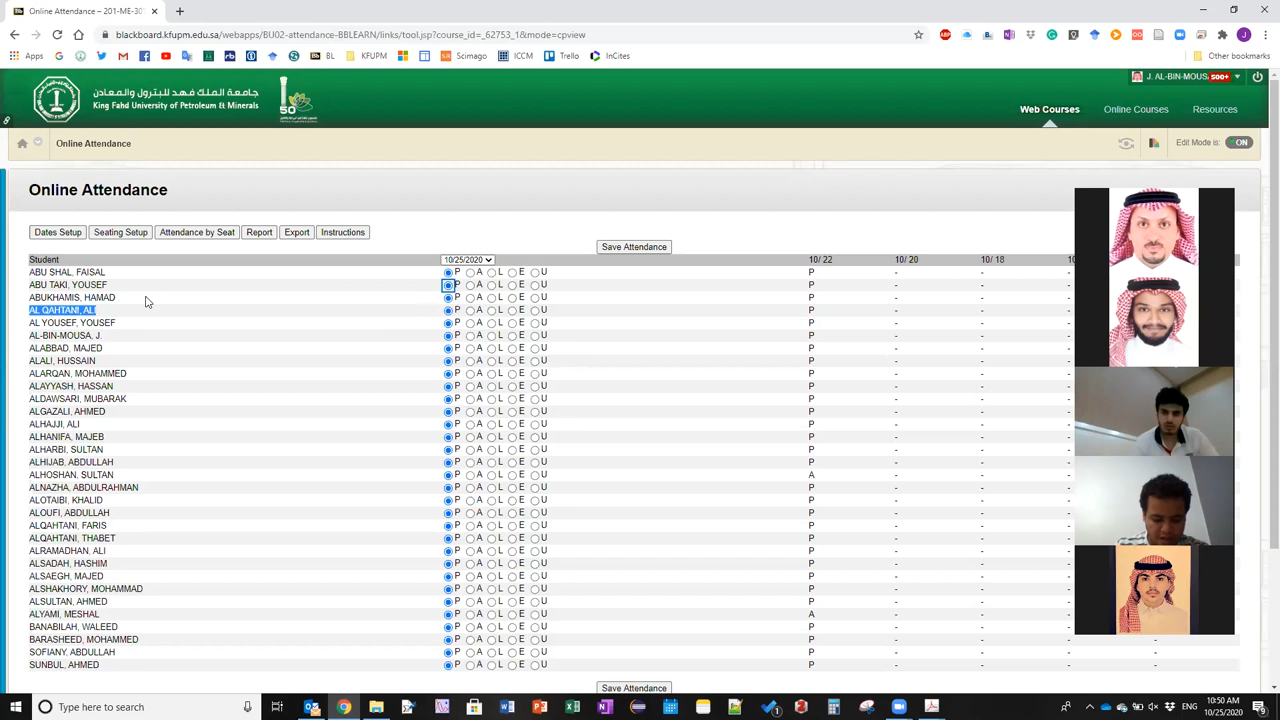 Online Attendance – 201-ME-30
blackboard.kfupm.edu.sa/webapps/BU02-attendance-BBLEARN/links/tool.jsp?course_id=_62753_1&mode=cpview
Apps rb BL KFUPM Scimago ICCM Trello InCites Other bookmarks
جامعة الملك فهد للبترول والمعادن
King Fahd University of Petroleum & Minerals
50
J. AL-BIN-MOUSA 500+
Web Courses Online Courses Resources
Online Attendance
Edit Mode is: ON
Online Attendance
Dates Setup Seating Setup Attendance by Seat Report Export Instructions
Save Attendance
Student 10/25/2020 10/ 22 10/ 20 10/ 18 10
ABU SHAL, FAISAL P A L E U P - - -
ABU TAKI, YOUSEF P A L E U P - - -
ABUKHAMIS, HAMAD P A L E U P - - -
AL QAHTANI, ALI P A L E U P - - -
AL YOUSEF, YOUSEF P A L E U P - - -
AL-BIN-MOUSA, J. P A L E U P - - -
ALABBAD, MAJED P A L E U P - - -
ALALI, HUSSAIN P A L E U P - - -
ALARQAN, MOHAMMED P A L E U P - - -
ALAYYASH, HASSAN P A L E U P - - -
ALDAWSARI, MUBARAK P A L E U P - - -
ALGAZALI, AHMED P A L E U P - - -
ALHAJJI, ALI P A L E U P - - -
ALHANIFA, MAJEB P A L E U P - - -
ALHARBI, SULTAN P A L E U P - - -
ALHIJAB, ABDULLAH P A L E U P - - -
ALHOSHAN, SULTAN P A L E U A - - -
ALNAZHA, ABDULRAHMAN P A L E U P - - -
ALOTAIBI, KHALID P A L E U P - - -
ALOUFI, ABDULLAH P A L E U P - - -
ALQAHTANI, FARIS P A L E U P - - -
ALQAHTANI, THABET P A L E U P - - -
ALRAMADHAN, ALI P A L E U P - - -
ALSADAH, HASHIM P A L E U P - - -
ALSAEGH, MAJED P A L E U P - - -
ALSHAKHORY, MOHAMMAD P A L E U P - - -
ALSULTAN, AHMED P A L E U P - - -
ALYAMI, MESHAL P A L E U A - - -
BANABILAH, WALEED P A L E U P - - -
BARASHEED, MOHAMMED P A L E U P - - - -
SOFIANY, ABDULLAH P A L E U P - - - -
SUNBUL, AHMED P A L E U P - - - -
Save Attendance
Type here to search
10:50 AM
10/25/2020